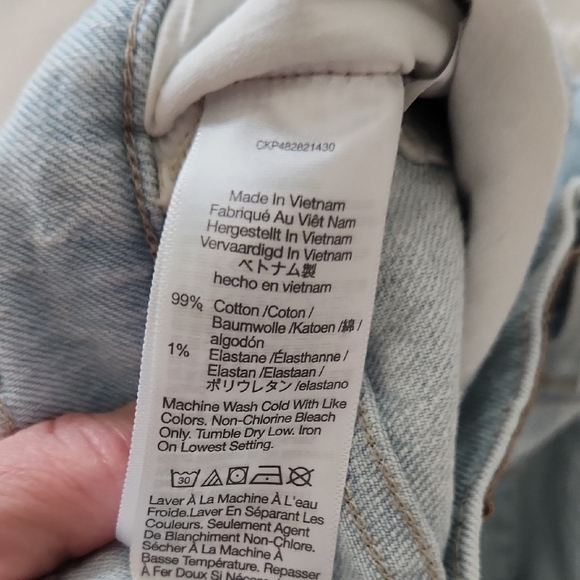 CKP482821430
Made In Vietnam
Fabriqué Au Viêt Nam
Hergestellt In Vietnam
Vervaardigd In Vietnam
ベトナム製
hecho en vietnam
99% Cotton /Coton /
Baumwolle /Katoen /綿 /
algodón
1% Elastane /Élasthanne /
Elastan /Elastaan /
ポリウレタン /elastano
Machine Wash Cold With Like
Colors. Non-Chlorine Bleach
Only. Tumble Dry Low. Iron
On Lowest Setting.
30
Laver À La Machine À L'eau
Froide.Laver En Séparant Les
Couleurs. Seulement Agent
De Blanchiment Non-Chlore.
Sécher À La Machine À
Basse Température. Repasser
À Fer Doux Si